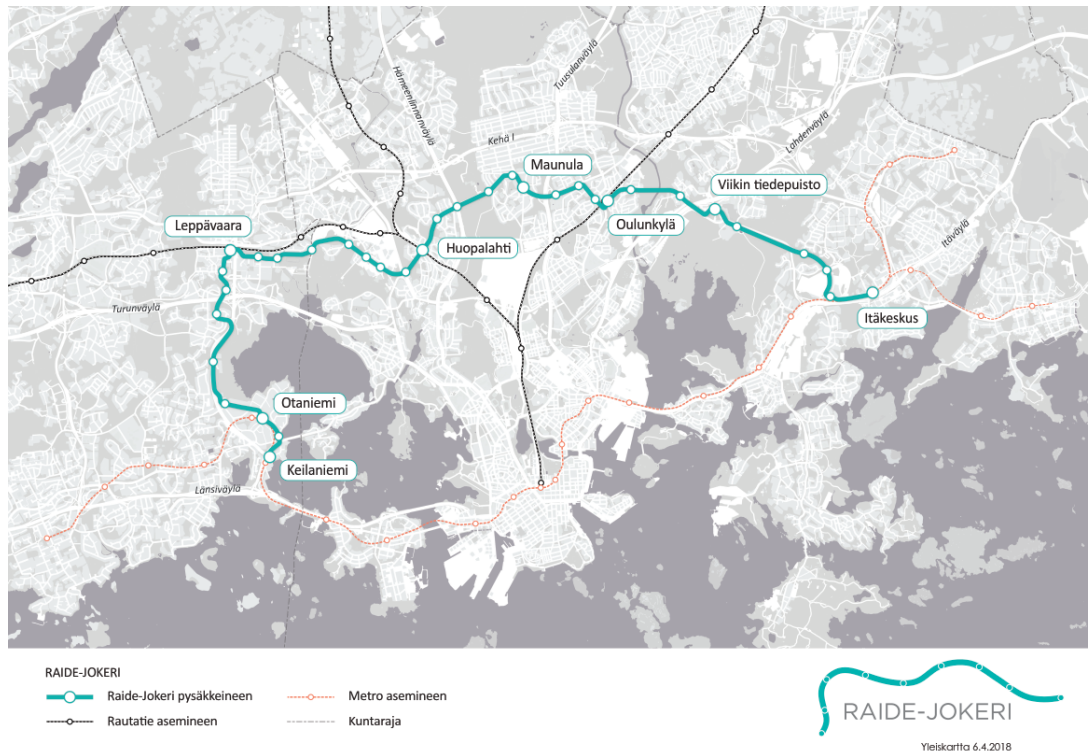 Tuusulanväylä
Hämeenlinnanväylä
Lahdenväylä
Kehä I
Maunula
Viikin tiedepuisto
Leppävaara
Oulunkylä
Huopalahti
Itäväylä
Turunväylä
Itäkeskus
Otaniemi
Keilaniemi
Länsiväylä
RAIDE-JOKERI
Raide-Jokeri pysäkkeineen
Metro asemineen
Rautatie asemineen
Kuntaraja
RAIDE-JOKERI
Yleiskartta 6.4.2018